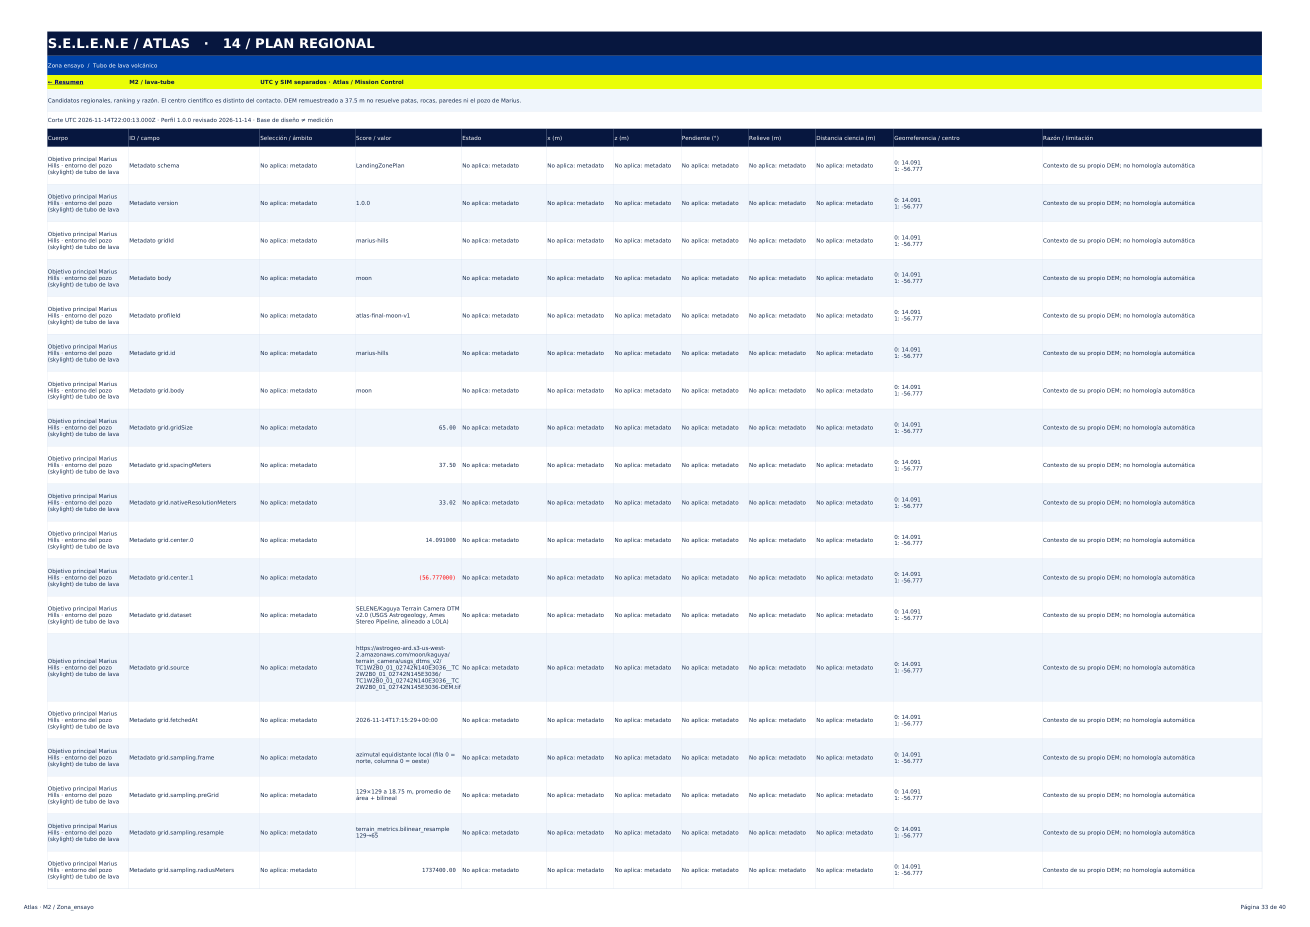 S.E.L.E.N.E / ATLAS · 14 / PLAN REGIONAL
Zona ensayo / Tubo de lava volcánico
← Resumen M2 / lava-tube UTC y SIM separados · Atlas / Mission Control
Candidatos regionales, ranking y razón. El centro científico es distinto del contacto. DEM remuestreado a 37.5 m no resuelve patas, rocas, paredes ni el pozo de Marius.
Corte UTC 2026-11-14T22:00:13.000Z · Perfil 1.0.0 revisado 2026-11-14 · Base de diseño ≠ medición
Cuerpo ID / campo Selección / ámbito Score / valor Estado x (m) z (m) Pendiente (°) Relieve (m) Distancia ciencia (m) Georreferencia / centro Razón / limitación
Objetivo principal Marius
Hills · entorno del pozo
(skylight) de tubo de lava
Metadato schema No aplica: metadato LandingZonePlan No aplica: metadato No aplica: metadato No aplica: metadato No aplica: metadato No aplica: metadato No aplica: metadato
0: 14.091
1: -56.777
Contexto de su propio DEM; no homologia automática
Objetivo principal Marius
Hills · entorno del pozo
(skylight) de tubo de lava
Metadato version No aplica: metadato 1.0.0 No aplica: metadato No aplica: metadato No aplica: metadato No aplica: metadato No aplica: metadato No aplica: metadato
0: 14.091
1: -56.777
Contexto de su propio DEM; no homologia automática
Objetivo principal Marius
Hills · entorno del pozo
(skylight) de tubo de lava
Metadato gridId No aplica: metadato marius-hills No aplica: metadato No aplica: metadato No aplica: metadato No aplica: metadato No aplica: metadato No aplica: metadato
0: 14.091
1: -56.777
Contexto de su propio DEM; no homologia automática
Objetivo principal Marius
Hills · entorno del pozo
(skylight) de tubo de lava
Metadato body No aplica: metadato moon No aplica: metadato No aplica: metadato No aplica: metadato No aplica: metadato No aplica: metadato No aplica: metadato
0: 14.091
1: -56.777
Contexto de su propio DEM; no homologia automática
Objetivo principal Marius
Hills · entorno del pozo
(skylight) de tubo de lava
Metadato profileId No aplica: metadato atlas-final-moon-v1 No aplica: metadato No aplica: metadato No aplica: metadato No aplica: metadato No aplica: metadato No aplica: metadato
0: 14.091
1: -56.777
Contexto de su propio DEM; no homologia automática
Objetivo principal Marius
Hills · entorno del pozo
(skylight) de tubo de lava
Metadato grid.id No aplica: metadato marius-hills No aplica: metadato No aplica: metadato No aplica: metadato No aplica: metadato No aplica: metadato No aplica: metadato
0: 14.091
1: -56.777
Contexto de su propio DEM; no homologia automática
Objetivo principal Marius
Hills · entorno del pozo
(skylight) de tubo de lava
Metadato grid.body No aplica: metadato moon No aplica: metadato No aplica: metadato No aplica: metadato No aplica: metadato No aplica: metadato No aplica: metadato
0: 14.091
1: -56.777
Contexto de su propio DEM; no homologia automática
Objetivo principal Marius
Hills · entorno del pozo
(skylight) de tubo de lava
Metadato grid.gridSize No aplica: metadato 65.00 No aplica: metadato No aplica: metadato No aplica: metadato No aplica: metadato No aplica: metadato No aplica: metadato
0: 14.091
1: -56.777
Contexto de su propio DEM; no homologia automática
Objetivo principal Marius
Hills · entorno del pozo
(skylight) de tubo de lava
Metadato grid.spacingMeters No aplica: metadato 37.50 No aplica: metadato No aplica: metadato No aplica: metadato No aplica: metadato No aplica: metadato No aplica: metadato
0: 14.091
1: -56.777
Contexto de su propio DEM; no homologia automática
Objetivo principal Marius
Hills · entorno del pozo
(skylight) de tubo de lava
Metadato grid.nativeResolutionMeters No aplica: metadato 33.02 No aplica: metadato No aplica: metadato No aplica: metadato No aplica: metadato No aplica: metadato No aplica: metadato
0: 14.091
1: -56.777
Contexto de su propio DEM; no homologia automática
Objetivo principal Marius
Hills · entorno del pozo
(skylight) de tubo de lava
Metadato grid.center.0 No aplica: metadato 14.091000 No aplica: metadato No aplica: metadato No aplica: metadato No aplica: metadato No aplica: metadato No aplica: metadato
0: 14.091
1: -56.777
Contexto de su propio DEM; no homologia automática
Objetivo principal Marius
Hills · entorno del pozo
(skylight) de tubo de lava
Metadato grid.center.1 No aplica: metadato (56.777000) No aplica: metadato No aplica: metadato No aplica: metadato No aplica: metadato No aplica: metadato No aplica: metadato
0: 14.091
1: -56.777
Contexto de su propio DEM; no homologia automática
Objetivo principal Marius
Hills · entorno del pozo
(skylight) de tubo de lava
Metadato grid.dataset No aplica: metadato
SELENE/Kaguya Terrain Camera DTM
v2.0 (USGS Astrogeology, Ames
Stereo Pipeline, alineado a LOLA)
No aplica: metadato No aplica: metadato No aplica: metadato No aplica: metadato No aplica: metadato No aplica: metadato
0: 14.091
1: -56.777
Contexto de su propio DEM; no homologia automática
Objetivo principal Marius
Hills · entorno del pozo
(skylight) de tubo de lava
Metadato grid.source No aplica: metadato
https://astrogeo-ard.s3-us-west-
2.amazonaws.com/moon/kaguya/
terrain_camera/usgs_dtms_v2/
TC1W2B0_01_02742N140E3036__TC
2W2B0_01_02742N145E3036/
TC1W2B0_01_02742N140E3036__TC
2W2B0_01_02742N145E3036-DEM.tif
No aplica: metadato No aplica: metadato No aplica: metadato No aplica: metadato No aplica: metadato No aplica: metadato
0: 14.091
1: -56.777
Contexto de su propio DEM; no homologia automática
Objetivo principal Marius
Hills · entorno del pozo
(skylight) de tubo de lava
Metadato grid.fetchedAt No aplica: metadato 2026-11-14T17:15:29+00:00 No aplica: metadato No aplica: metadato No aplica: metadato No aplica: metadato No aplica: metadato No aplica: metadato
0: 14.091
1: -56.777
Contexto de su propio DEM; no homologia automática
Objetivo principal Marius
Hills · entorno del pozo
(skylight) de tubo de lava
Metadato grid.sampling.frame No aplica: metadato
azimutal equidistante local (fila 0 =
norte, columna 0 = oeste)
No aplica: metadato No aplica: metadato No aplica: metadato No aplica: metadato No aplica: metadato No aplica: metadato
0: 14.091
1: -56.777
Contexto de su propio DEM; no homologia automática
Objetivo principal Marius
Hills · entorno del pozo
(skylight) de tubo de lava
Metadato grid.sampling.preGrid No aplica: metadato
129×129 a 18.75 m, promedio de
área + bilineal
No aplica: metadato No aplica: metadato No aplica: metadato No aplica: metadato No aplica: metadato No aplica: metadato
0: 14.091
1: -56.777
Contexto de su propio DEM; no homologia automática
Objetivo principal Marius
Hills · entorno del pozo
(skylight) de tubo de lava
Metadato grid.sampling.resample No aplica: metadato
terrain_metrics.bilinear_resample
129→65
No aplica: metadato No aplica: metadato No aplica: metadato No aplica: metadato No aplica: metadato No aplica: metadato
0: 14.091
1: -56.777
Contexto de su propio DEM; no homologia automática
Objetivo principal Marius
Hills · entorno del pozo
(skylight) de tubo de lava
Metadato grid.sampling.radiusMeters No aplica: metadato 1737400.00 No aplica: metadato No aplica: metadato No aplica: metadato No aplica: metadato No aplica: metadato No aplica: metadato
0: 14.091
1: -56.777
Contexto de su propio DEM; no homologia automática
Atlas · M2 / Zona_ensayo Página 33 de 40